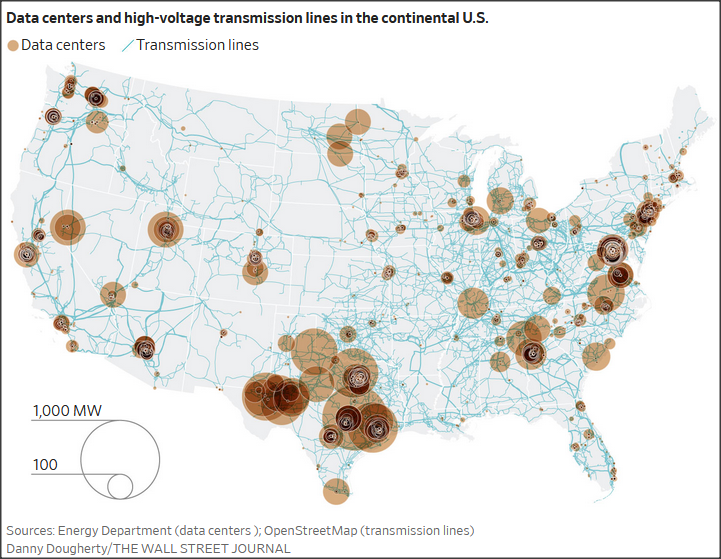 Data centers and high-voltage transmission lines in the continental U.S.
Data centers Transmission lines
1,000 MW
100
Sources: Energy Department (data centers ); OpenStreetMap (transmission lines)
Danny Dougherty/THE WALL STREET JOURNAL